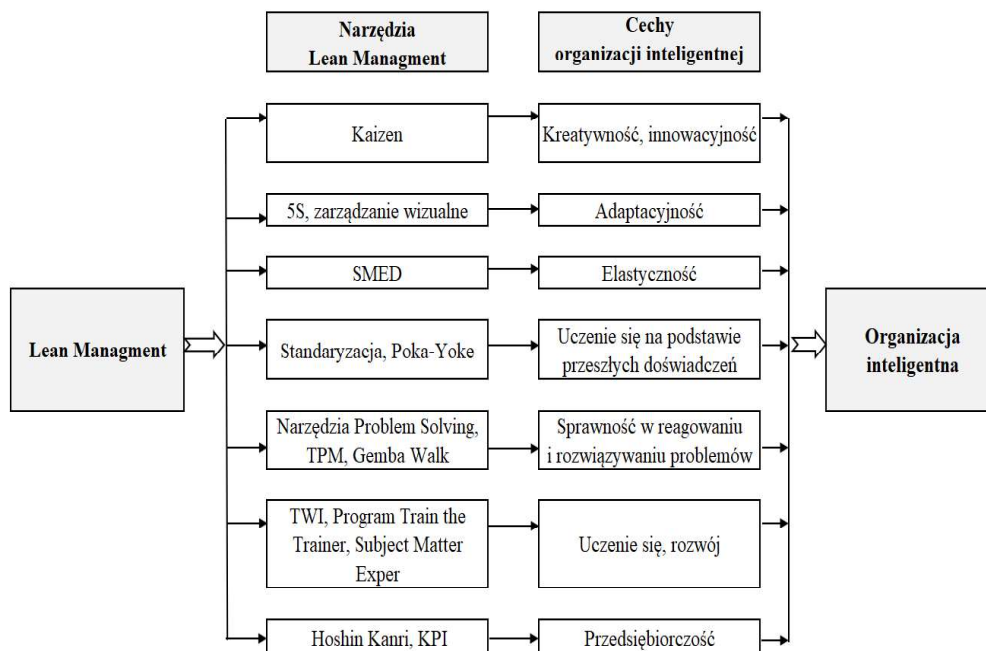 Narzędzia
Lean Managment
Cechy
organizacji inteligentnej
Kaizen
Kreatywność, innowacyjność
5S, zarządzanie wizualne
Adaptacyjność
SMED
Elastyczność
Lean Managment
Standaryzacja, Poka-Yoke
Uczenie się na podstawie
przeszłych doświadczeń
Organizacja
inteligentna
Narzędzia Problem Solving,
TPM, Gemba Walk
Sprawność w reagowaniu
i rozwiązywaniu problemów
TWI, Program Train the
Trainer, Subject Matter
Exper
Uczenie się, rozwój
Hoshin Kanri, KPI
Przedsiębiorczość